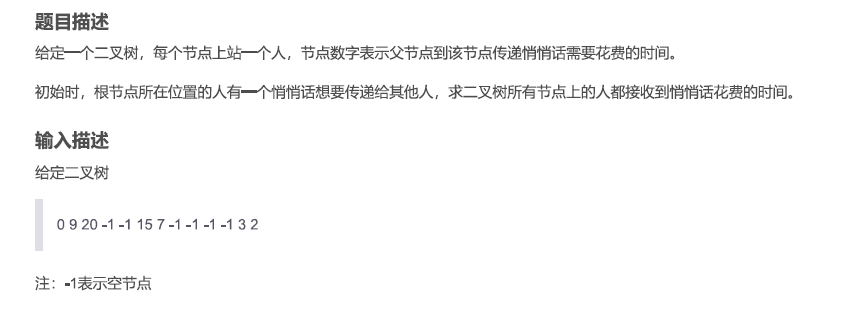 题目描述
给定一个二叉树，每个节点上站一个人，节点数字表示父节点到该节点传递悄悄话需要花费的时间。
初始时，根节点所在位置的人有一个悄悄话想要传递给其他人，求二叉树所有节点上的人都接收到悄悄话花费的时间。
输入描述
给定二叉树
0 9 20 -1 -1 15 7 -1 -1 -1 -1 3 2
注：-1表示空节点